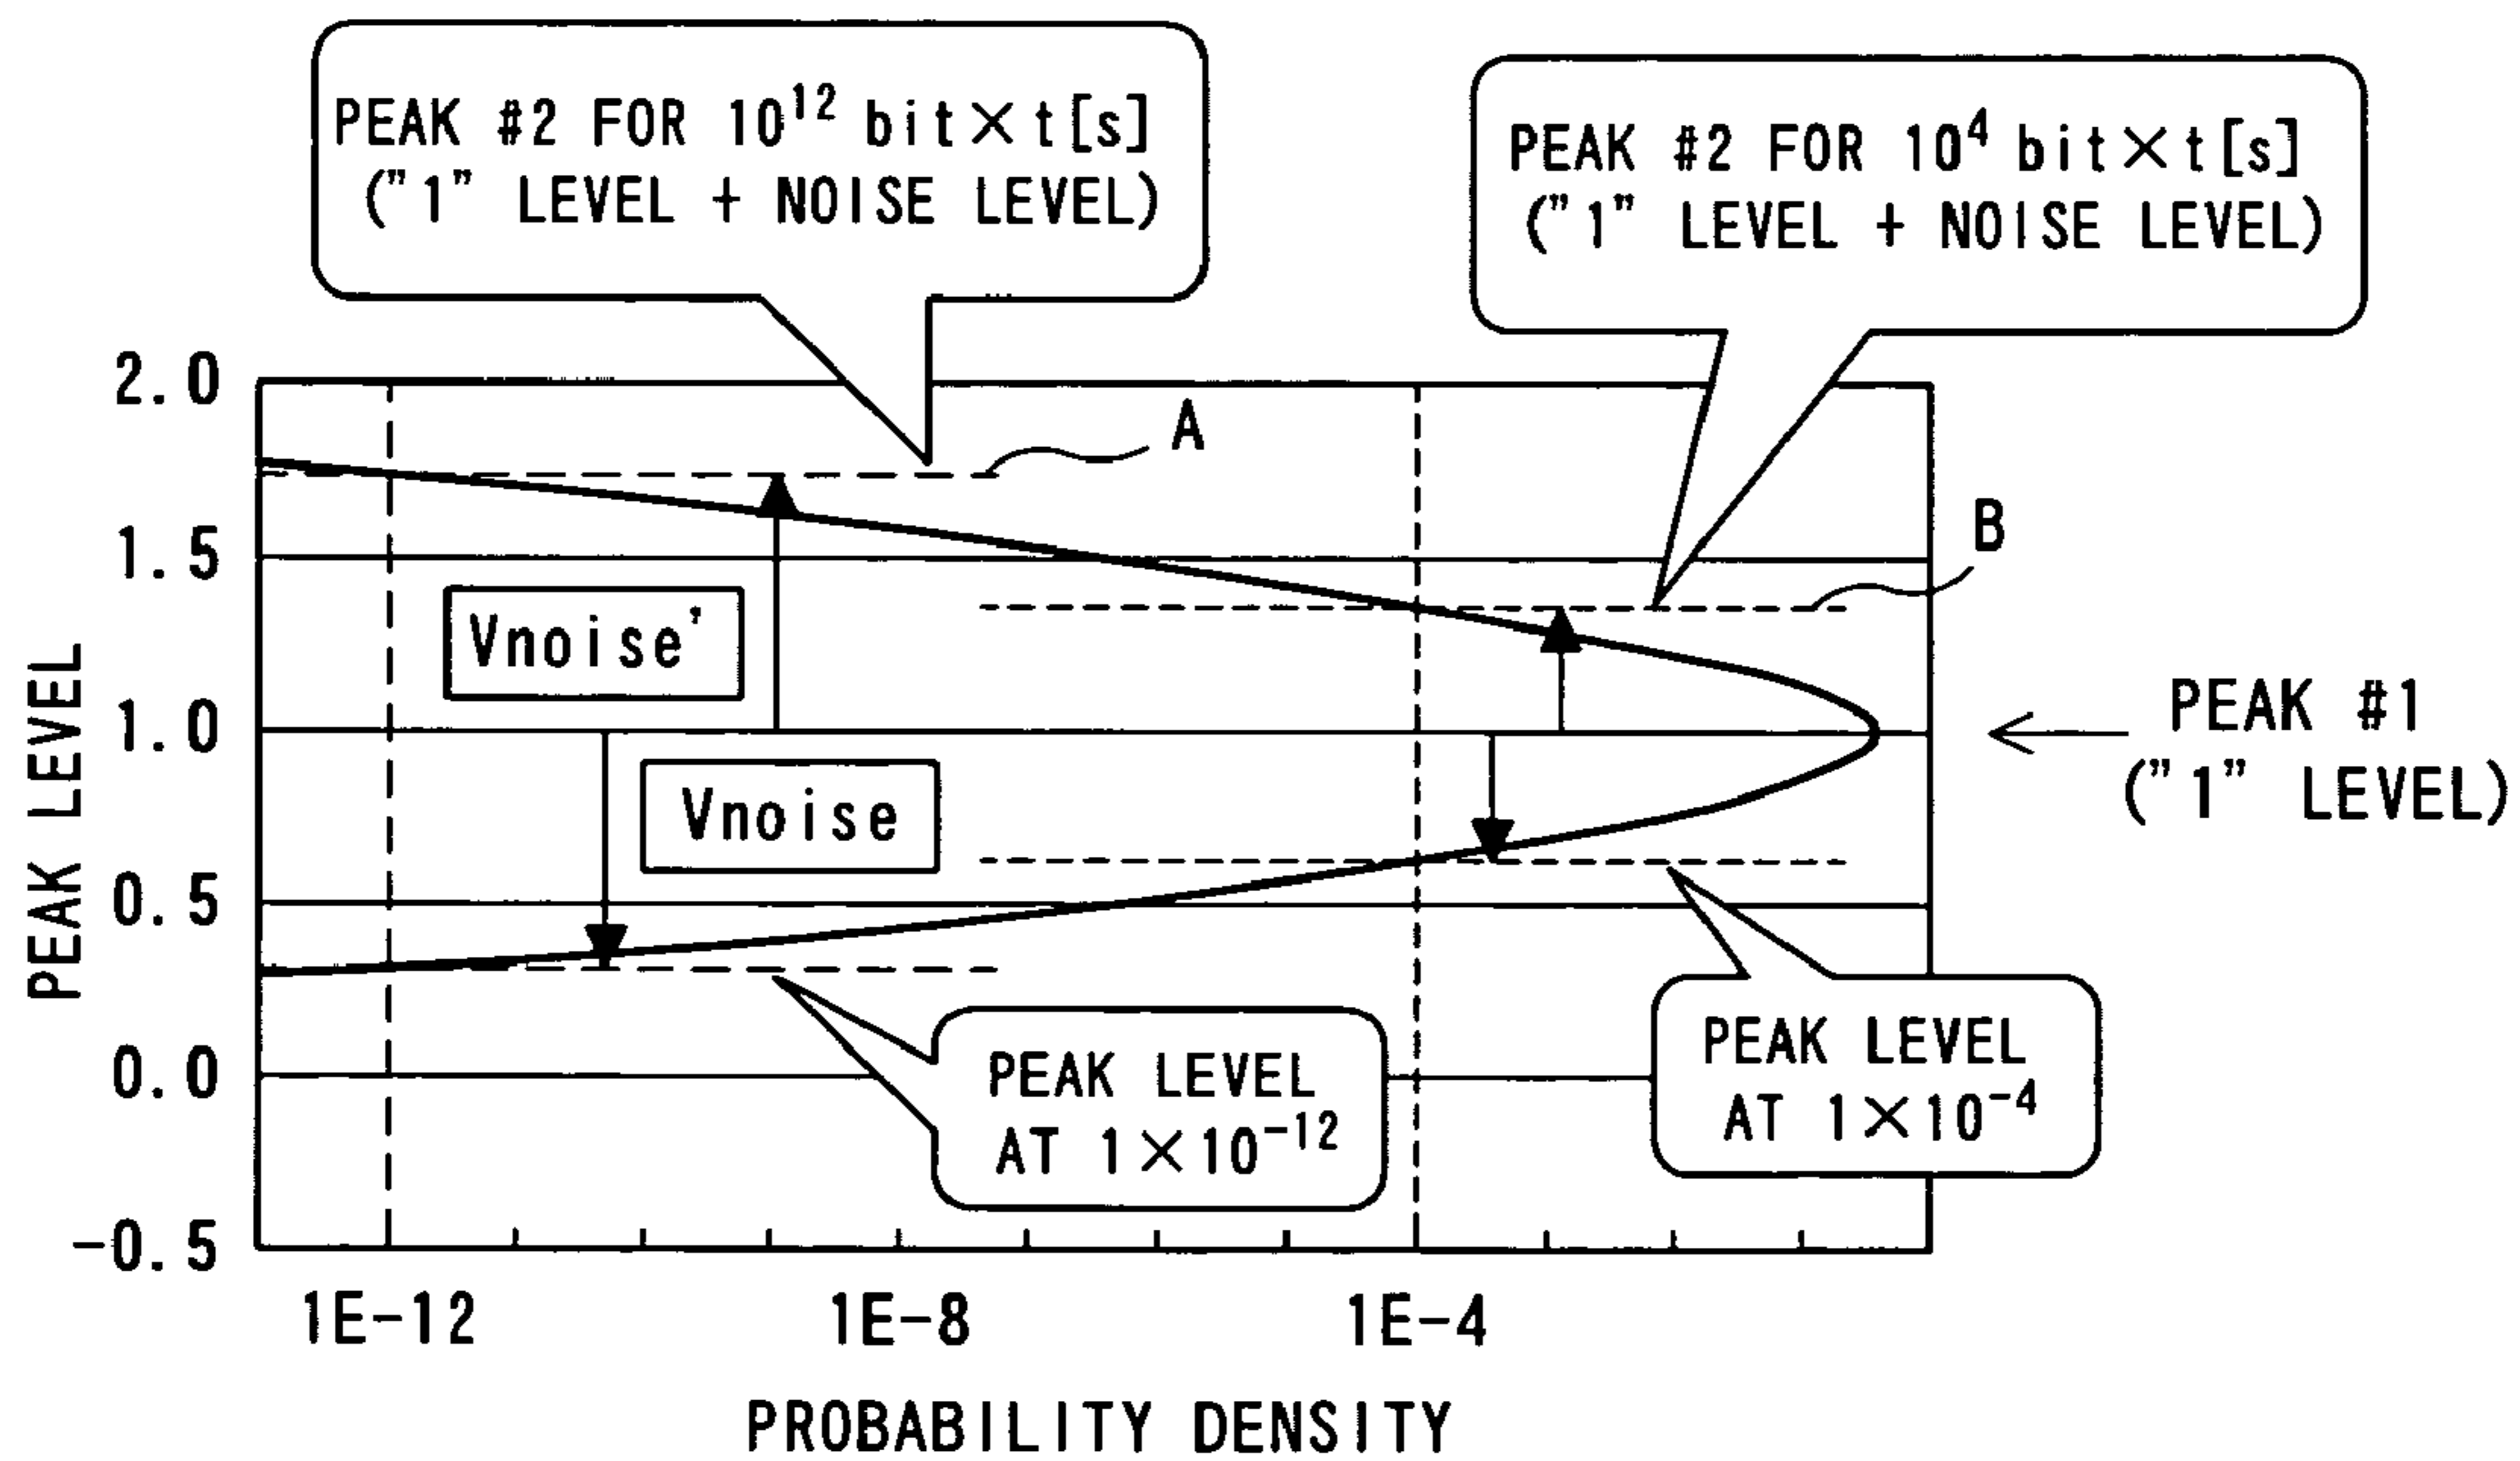 PEAK #2 FOR 10¹² bit×t[s]
("1" LEVEL + NOISE LEVEL)
PEAK #2 FOR 10⁴ bit×t[s]
("1" LEVEL + NOISE LEVEL)
2.0
A
1.5
B
Vnoise'
1.0
PEAK #1
("1" LEVEL)
Vnoise
PEAK LEVEL
0.5
0.0
PEAK LEVEL
AT 1×10⁻¹²
PEAK LEVEL
AT 1×10⁻⁴
-0.5
1E-12
1E-8
1E-4
PROBABILITY DENSITY